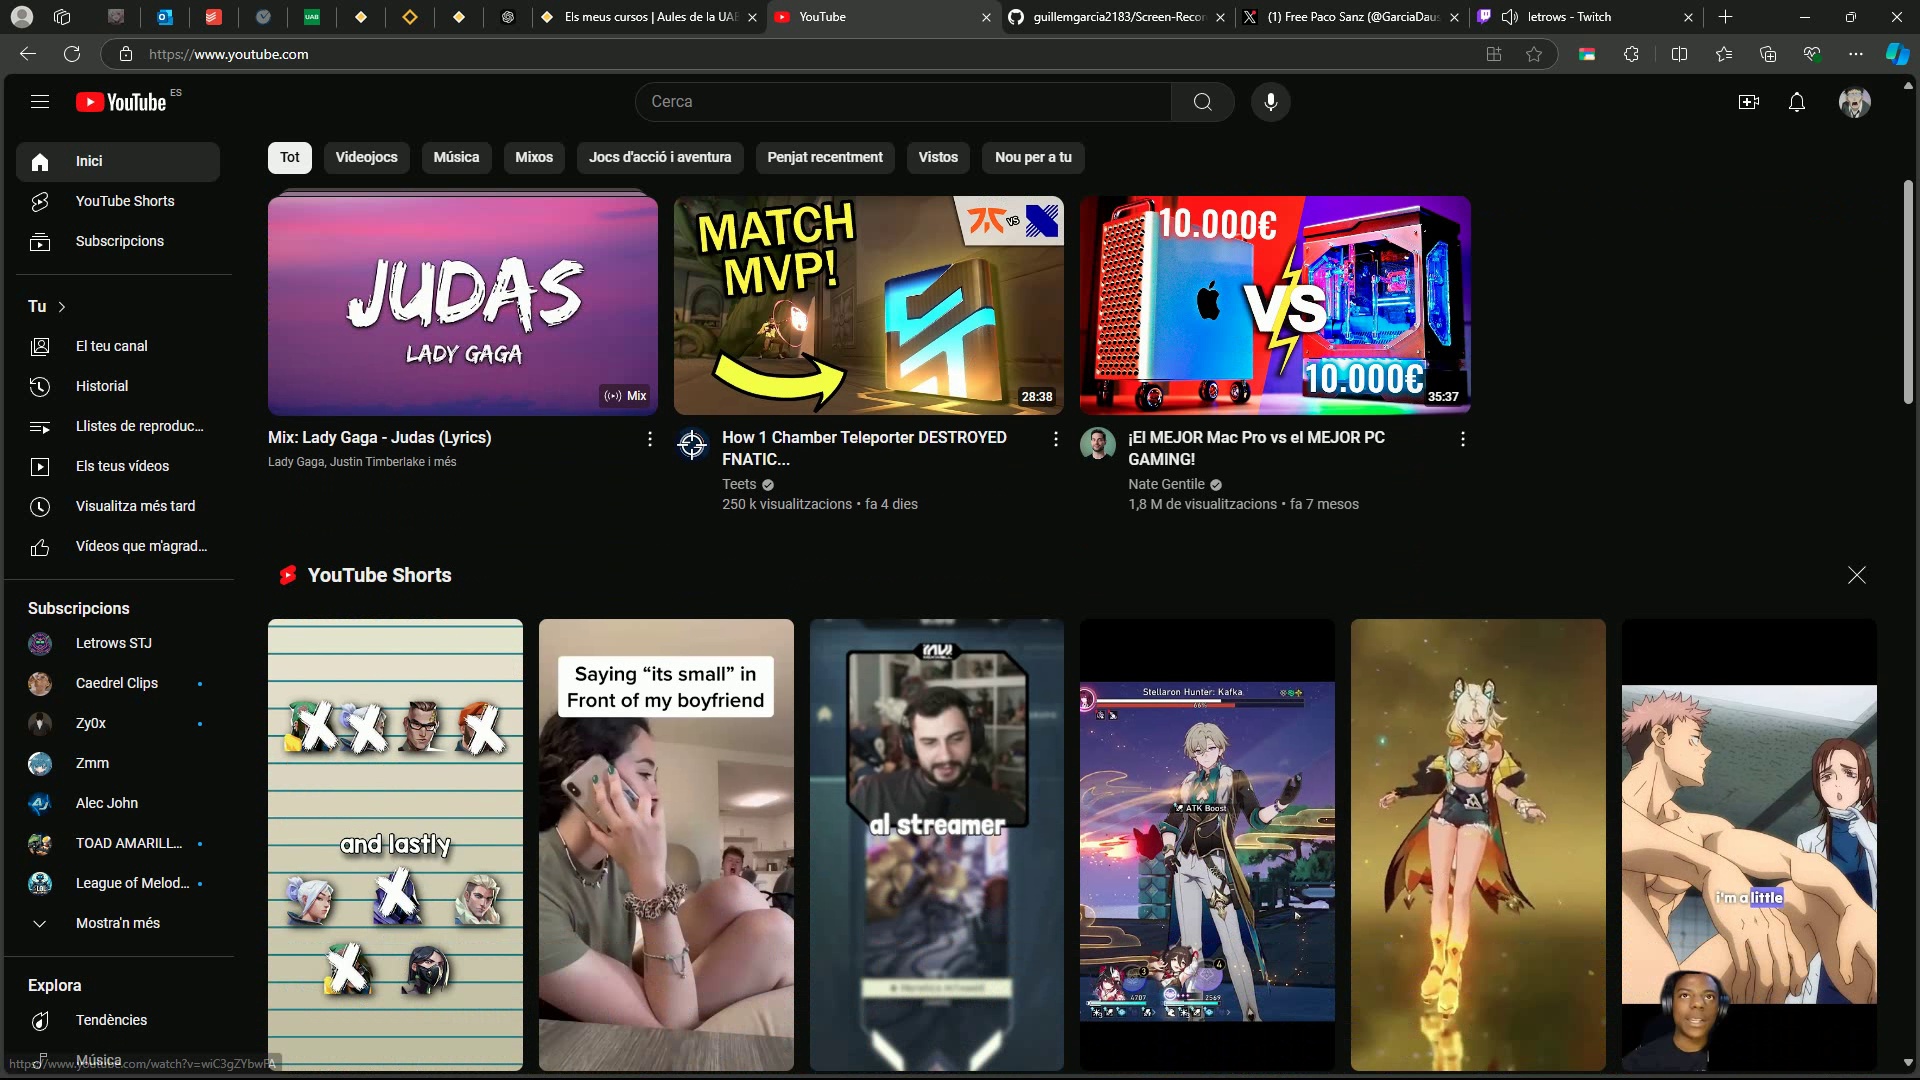 Els meus cursos | Aules de la UAB
YouTube
guillemgarcia2183/Screen-Recor
(1) Free Paco Sanz (@GarciaDaus
letrows - Twitch
https://www.youtube.com
YouTube ES
Cerca
Tot
Videojocs
Música
Mixos
Jocs d'acció i aventura
Penjat recentment
Vistos
Nou per a tu
Inici
YouTube Shorts
Subscripcions
Tu
El teu canal
Historial
Llistes de reproduc...
Els teus vídeos
Visualitza més tard
Vídeos que m'agrad...
Subscripcions
Letrows STJ
Caedrel Clips
Zy0x
Zmm
Alec John
TOAD AMARILL...
League of Melod...
Mostra'n més
Explora
Tendències
Música
https://www.youtube.com/watch?v=wiC3gZYbwFA
JUDAS
LADY GAGA
Mix
Mix: Lady Gaga - Judas (Lyrics)
Lady Gaga, Justin Timberlake i més
MATCH
MVP!
VS
28:38
How 1 Chamber Teleporter DESTROYED
FNATIC...
Teets
250 k visualitzacions • fa 4 dies
10.000€
VS
10.000€
35:37
¡El MEJOR Mac Pro vs el MEJOR PC
GAMING!
Nate Gentile
1,8 M de visualitzacions • fa 7 mesos
YouTube Shorts
and lastly
Saying “its small” in
Front of my boyfriend
al streamer
Stellaron Hunter: Kafka
66%
ATK Boost
3
4
4707
2569
i'm a little